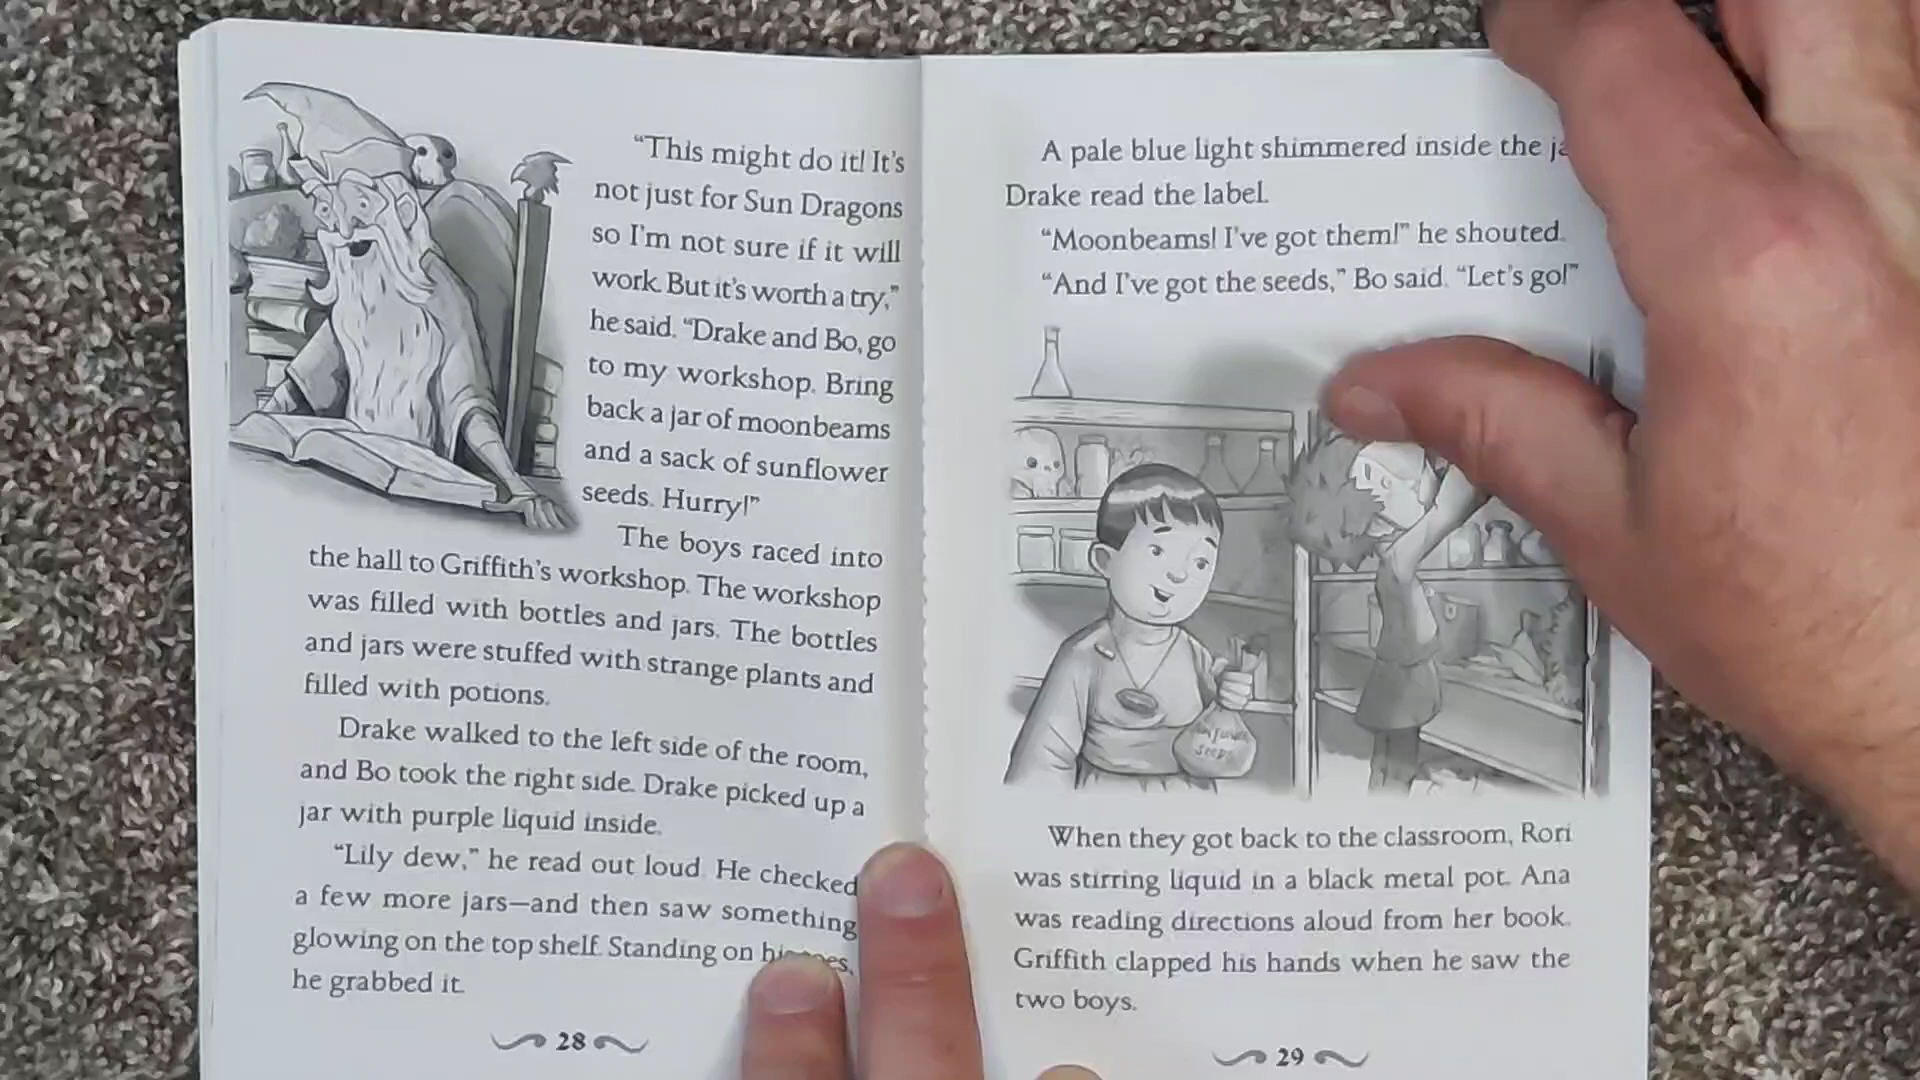 “This might do it! It’s
not just for Sun Dragons
so I’m not sure if it will
work. But it’s worth a try,”
he said. “Drake and Bo, go
to my workshop. Bring
back a jar of moonbeams
and a sack of sunflower
seeds. Hurry!”
The boys raced into
the hall to Griffith’s workshop. The workshop
was filled with bottles and jars. The bottles
and jars were stuffed with strange plants and
filled with potions.
Drake walked to the left side of the room,
and Bo took the right side. Drake picked up a
jar with purple liquid inside.
“Lily dew,” he read out loud. He checked
a few more jars—and then saw something
glowing on the top shelf. Standing on
he grabbed it.
28
A pale blue light shimmered inside the
Drake read the label.
“Moonbeams! I’ve got them!” he shouted.
“And I’ve got the seeds,” Bo said. “Let’s go!”
seeds
When they got back to the classroom, Rori
was stirring liquid in a black metal pot. Ana
was reading directions aloud from her book.
Griffith clapped his hands when he saw the
two boys.
29